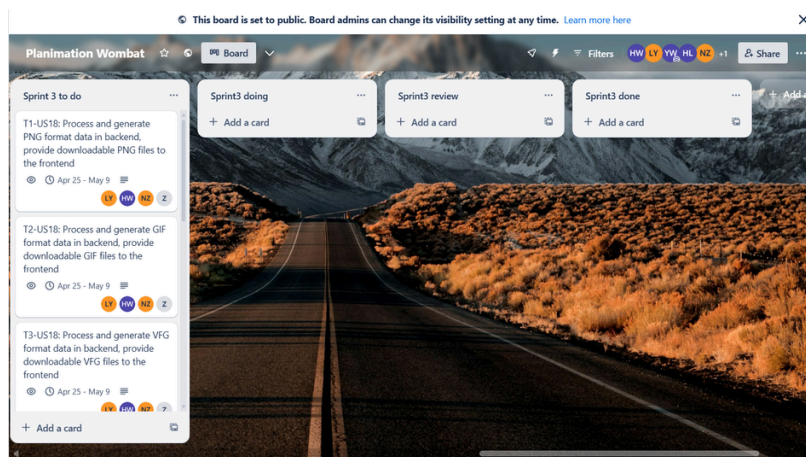 This board is set to public. Board admins can change its visibility setting at any time. Learn more here
Planimation Wombat
Board
Filters
HW LY YW HL NZ +1
Share
Sprint 3 to do
T1-US18: Process and generate
PNG format data in backend,
provide downloadable PNG files to
the frontend
Apr 25 - May 9
LY HW NZ Z
T2-US18: Process and generate GIF
format data in backend, provide
downloadable GIF files to the
frontend
Apr 25 - May 9
LY HW NZ Z
T3-US18: Process and generate VFG
format data in backend, provide
downloadable VFG files to the
frontend
Apr 25 - May 9
LY HW NZ Z
+ Add a card
Sprint3 doing
+ Add a card
Sprint3 review
+ Add a card
Sprint3 done
+ Add a card
+ Add a